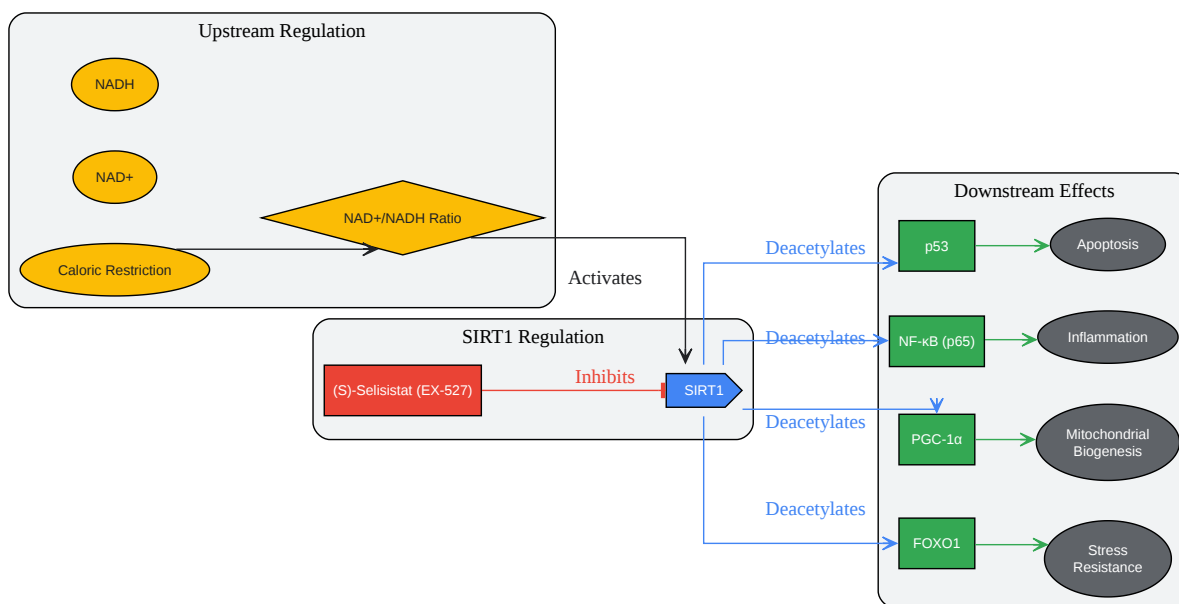 Upstream Regulation
NADH
NAD+
NAD+/NADH Ratio
Caloric Restriction
Activates
SIRT1 Regulation
(S)-Selisistat (EX-527)
Inhibits
SIRT1
Downstream Effects
Deacetylates
p53
Apoptosis
Deacetylates
NF-κB (p65)
Inflammation
Deacetylates
PGC-1α
Mitochondrial
Biogenesis
Deacetylates
FOXO1
Stress
Resistance